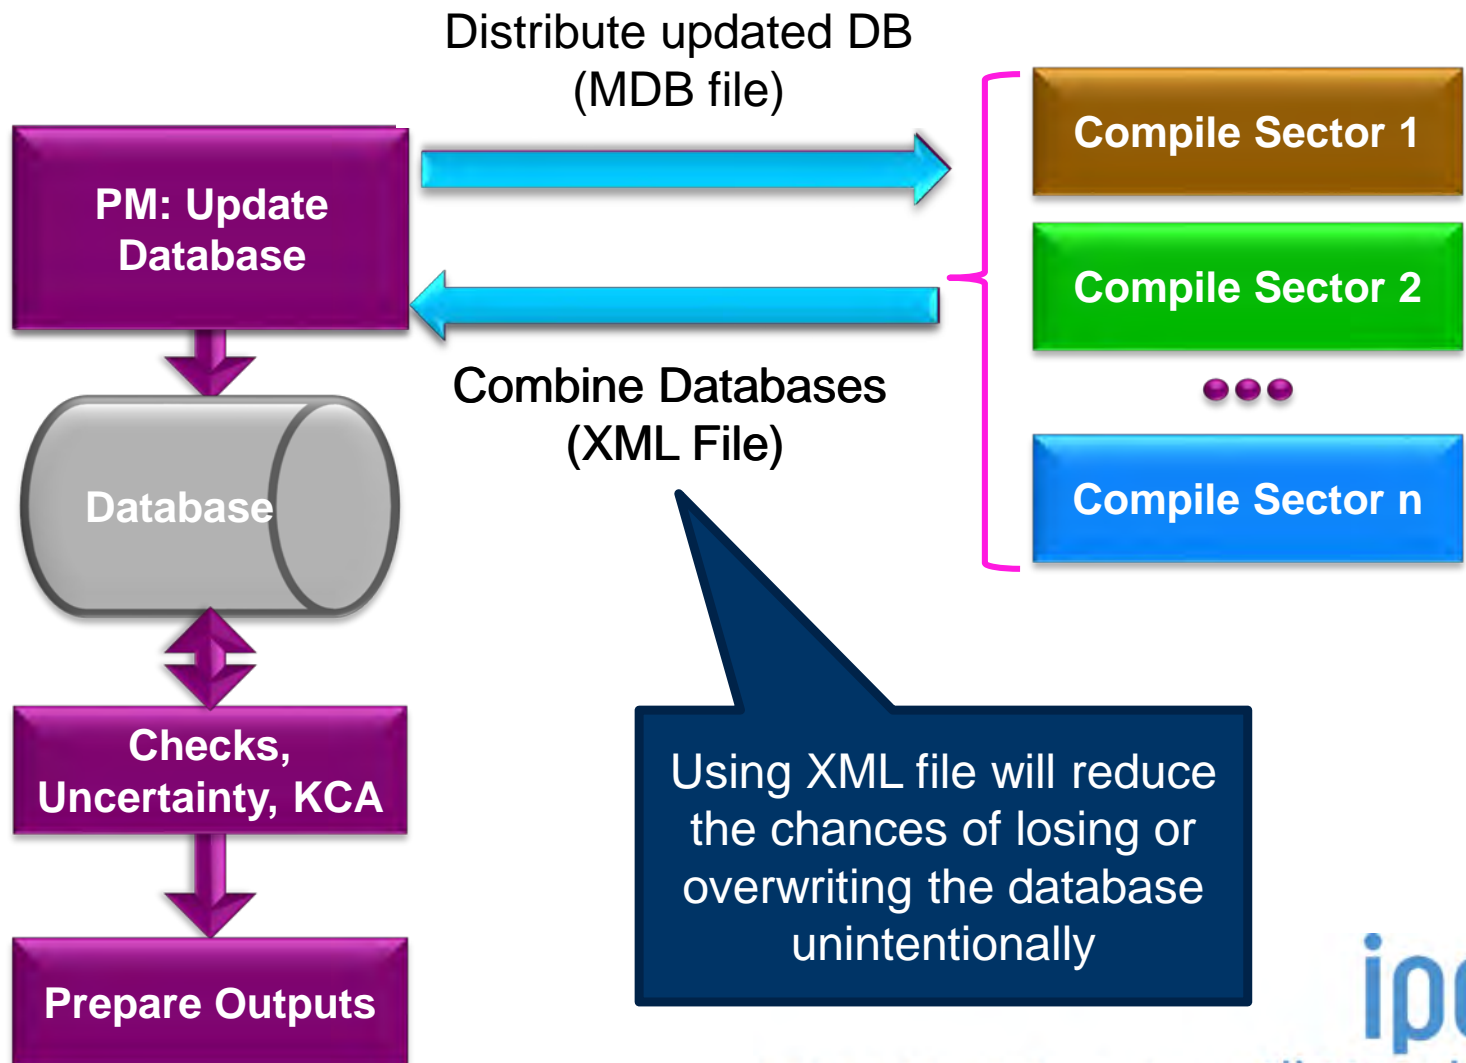 Distribute updated DB
(MDB file)
PM: Update
Database
Compile Sector 1
Compile Sector 2
Compile Sector n
Combine Databases
(XML File)
Database
Checks,
Uncertainty, KCA
Prepare Outputs
Using XML file will reduce
the chances of losing or
overwriting the database
unintentionally